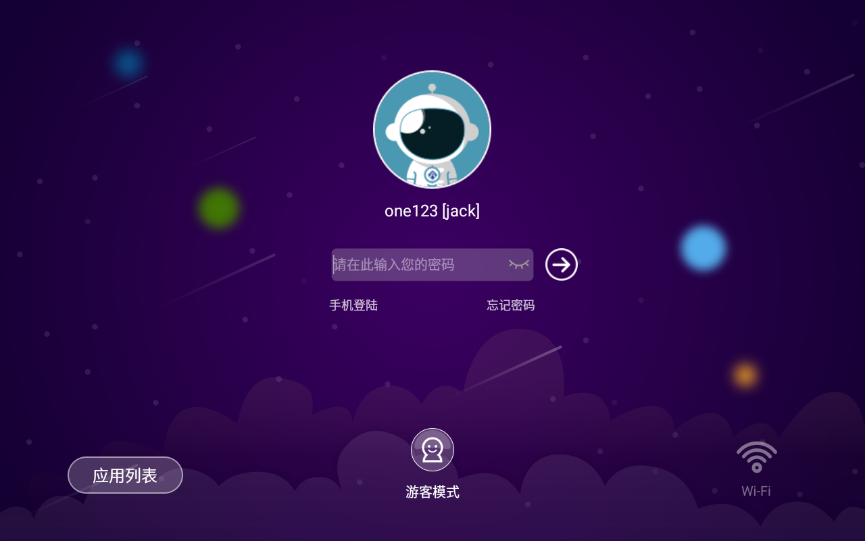 one123 [jack]
请在此输入您的密码
手机登陆
忘记密码
应用列表
游客模式
Wi-Fi